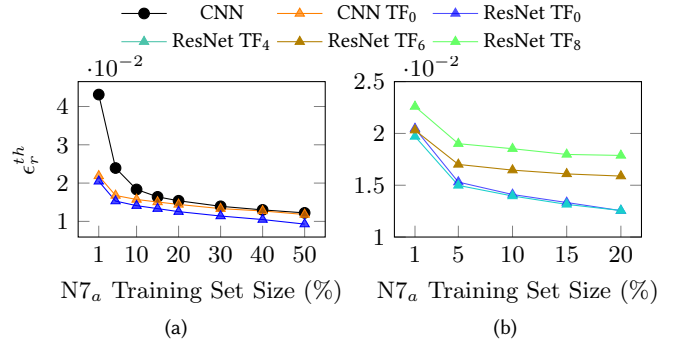 CNN CNN TF₀ ResNet TF₀
ResNet TF₄ ResNet TF₆ ResNet TF₈
·10⁻² ·10⁻²
4
3
2
1
ϵᵣᵗʰ
1 10 20 30 40 50
N7ₐ Training Set Size (%)
(a)
2.5
2
1.5
1
1 5 10 15 20
N7ₐ Training Set Size (%)
(b)